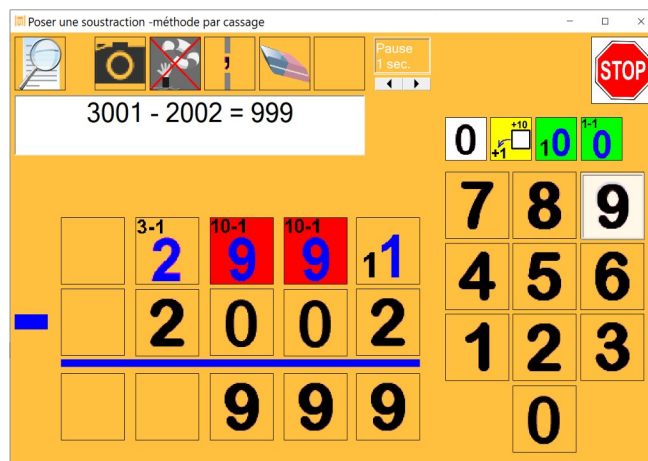 Poser une soustraction -méthode par cassage
Pause
1 sec.
STOP
3001 - 2002 = 999
0 +1 +10 10 1-1 0
7 8 9
3-1 10-1 10-1
2 9 9 11
4 5 6
2 0 0 2
1 2 3
9 9 9
0